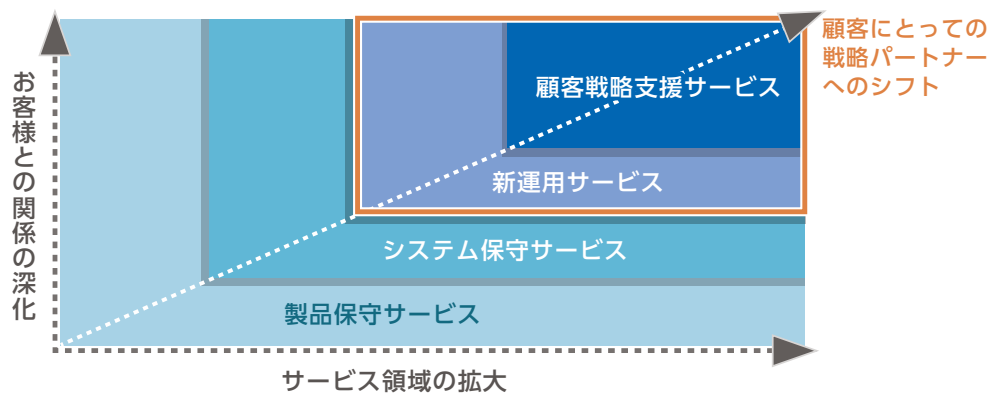 顧客にとっての
戦略パートナー
へのシフト
お客様との関係の深化
顧客戦略支援サービス
新運用サービス
システム保守サービス
製品保守サービス
サービス領域の拡大